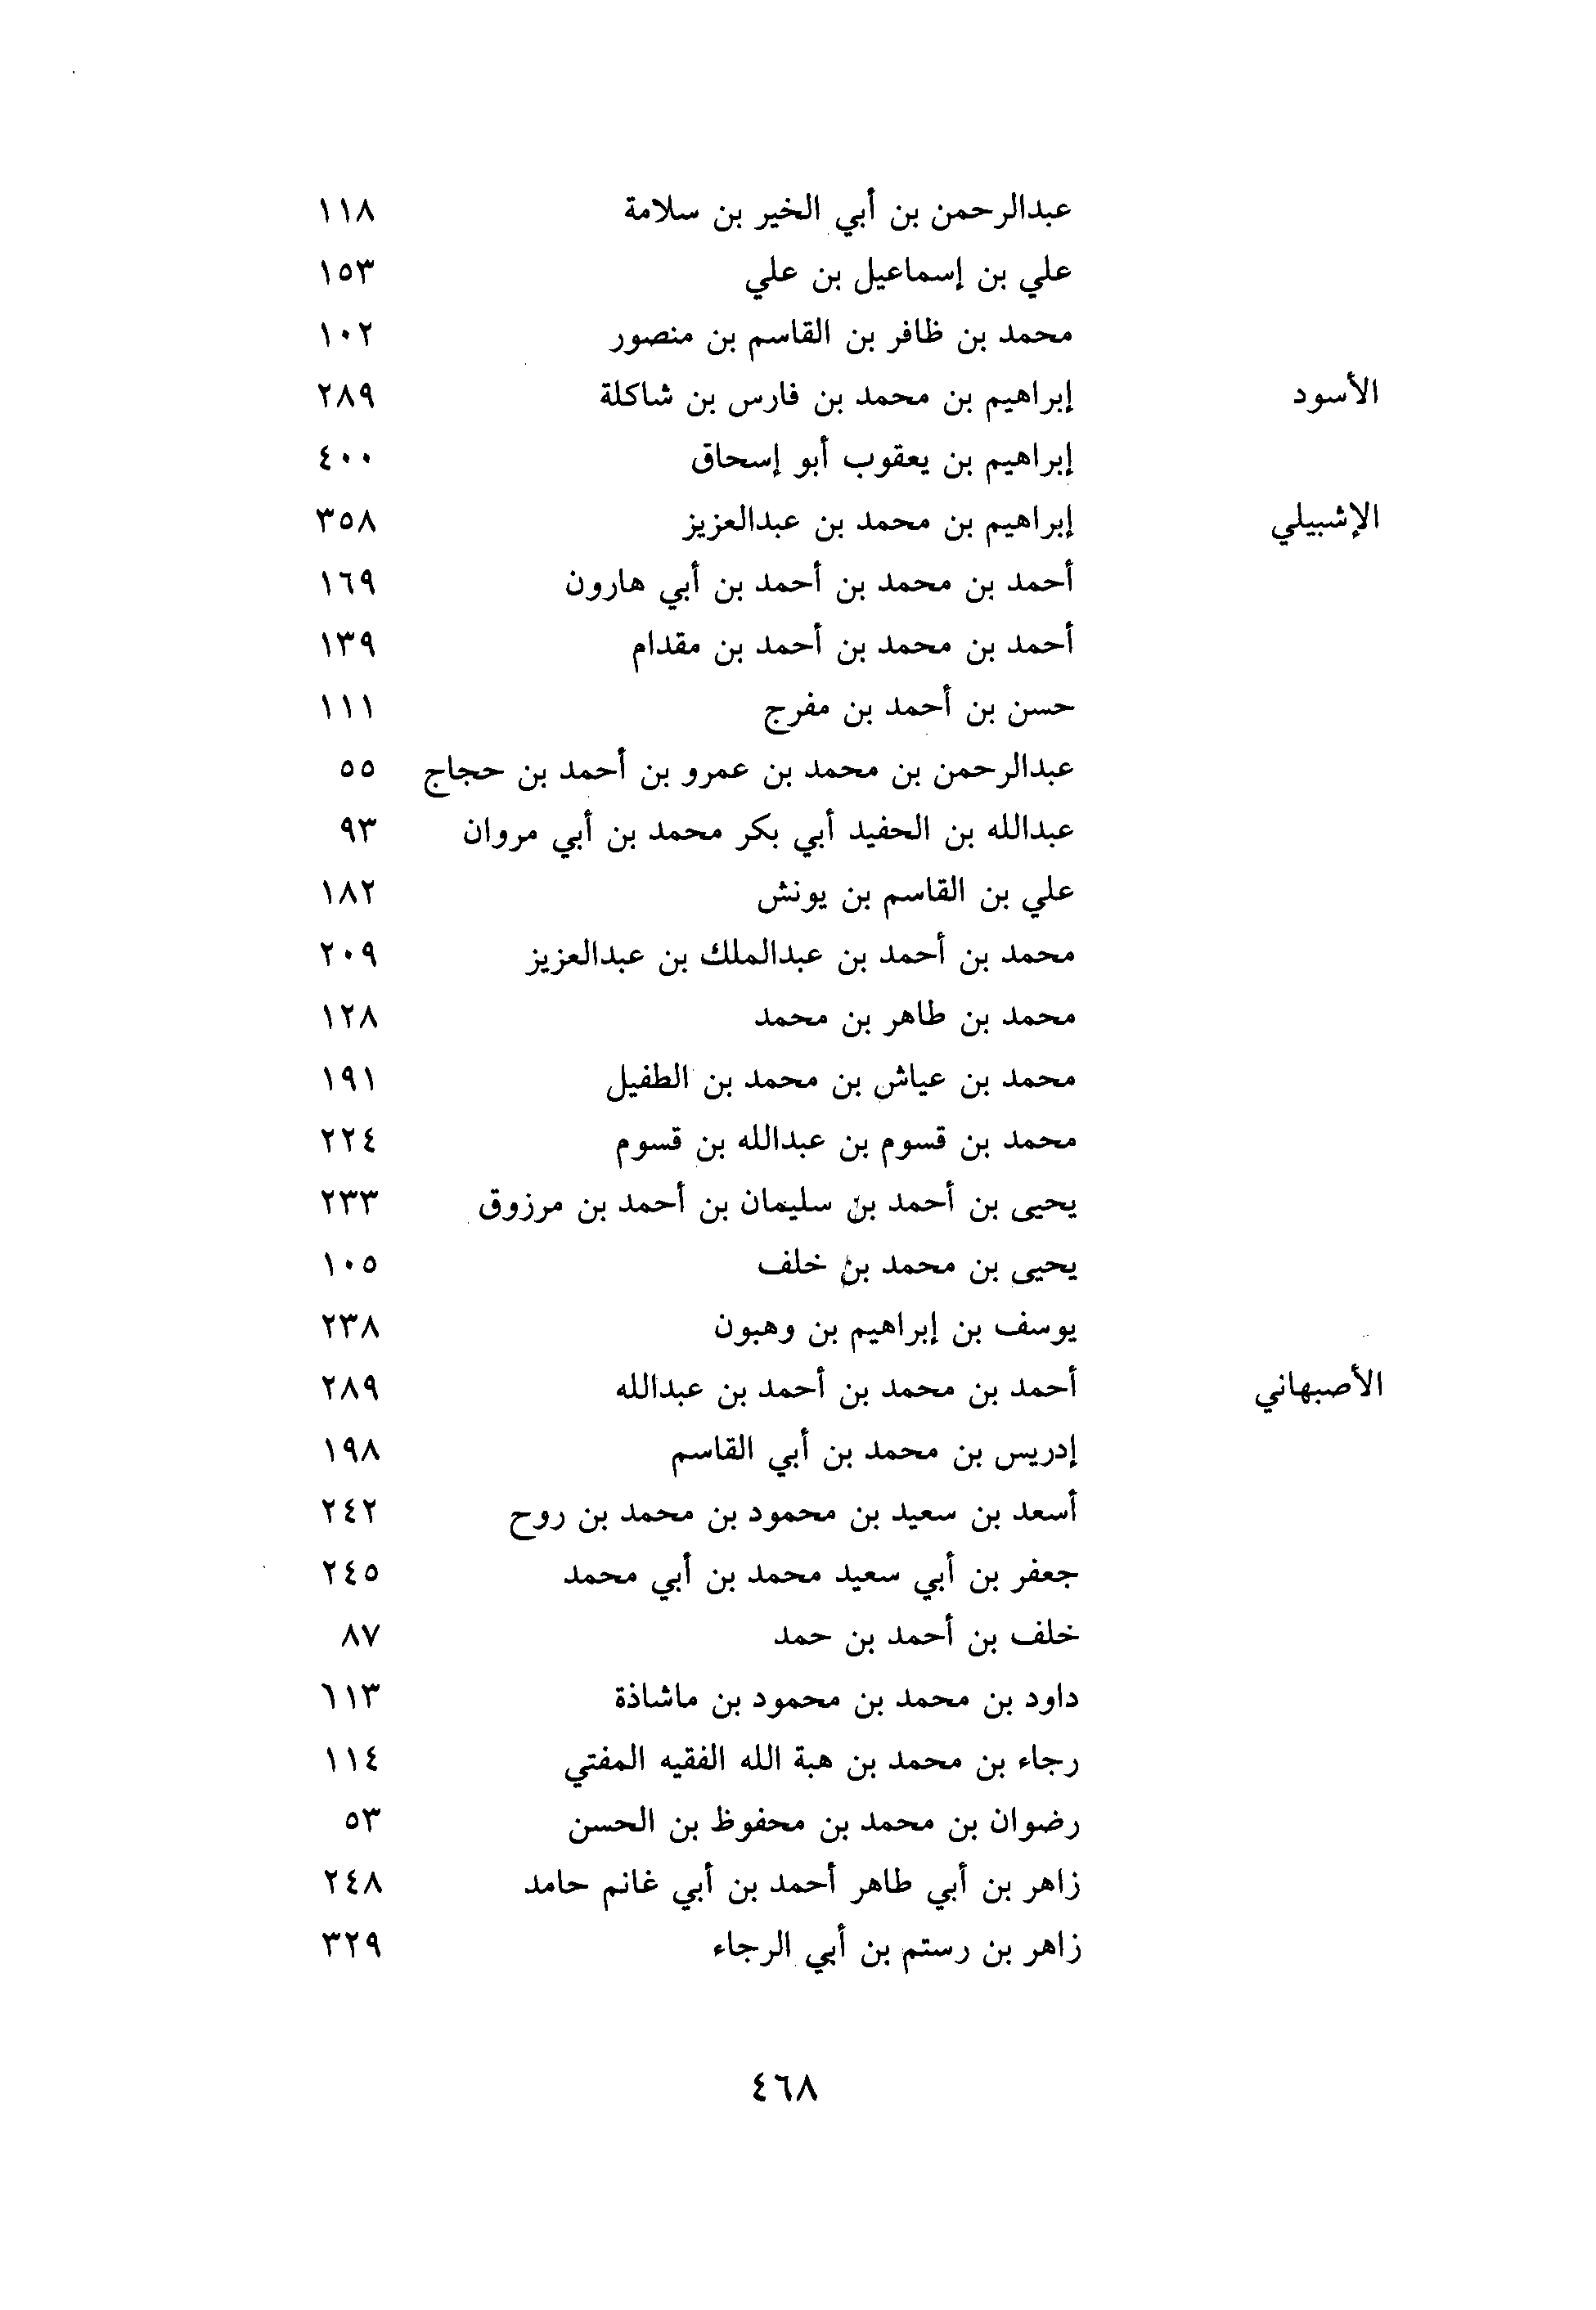 عبدالرحمن بن أبي الخير بن سلامة ١١٨
علي بن إسماعيل بن علي ١٥٣
محمد بن ظافر بن القاسم بن منصور ١٠٢
الأسود إبراهيم بن محمد بن فارس بن شاكلة ٢٨٩
إبراهيم بن يعقوب أبو إسحاق ٤٠٠
الإشبيلي إبراهيم بن محمد بن عبدالعزيز ٣٥٨
أحمد بن محمد بن أحمد بن أبي هارون ١٦٩
أحمد بن محمد بن أحمد بن مقدام ١٣٩
حسن بن أحمد بن مفرج ١١١
عبدالرحمن بن محمد بن عمرو بن أحمد بن حجاج ٥٥
عبدالله بن الحفيد أبي بكر محمد بن أبي مروان ٩٣
علي بن القاسم بن يونش ١٨٢
محمد بن أحمد بن عبدالملك بن عبدالعزيز ٢٠٩
محمد بن طاهر بن محمد ١٢٨
محمد بن عياش بن محمد بن الطفيل ١٩١
محمد بن قسوم بن عبدالله بن قسوم ٢٢٤
يحيى بن أحمد بن سليمان بن أحمد بن مرزوق ٢٣٣
يحيى بن محمد بن خلف ١٠٥
يوسف بن إبراهيم بن وهبون ٢٣٨
الأصبهاني أحمد بن محمد بن أحمد بن عبدالله ٢٨٩
إدريس بن محمد بن أبي القاسم ١٩٨
أسعد بن سعيد بن محمود بن محمد بن روح ٢٤٢
جعفر بن أبي سعيد محمد بن أبي محمد ٢٤٥
خلف بن أحمد بن حمد ٨٧
داود بن محمد بن محمود بن ماشاذة ٦١٣
رجاء بن محمد بن هبة الله الفقيه المفتي ١١٤
رضوان بن محمد بن محفوظ بن الحسن ٥٣
زاهر بن أبي طاهر أحمد بن أبي غانم حامد ٢٤٨
زاهر بن رستم بن أبي الرجاء ٣٢٩
٤٦٨